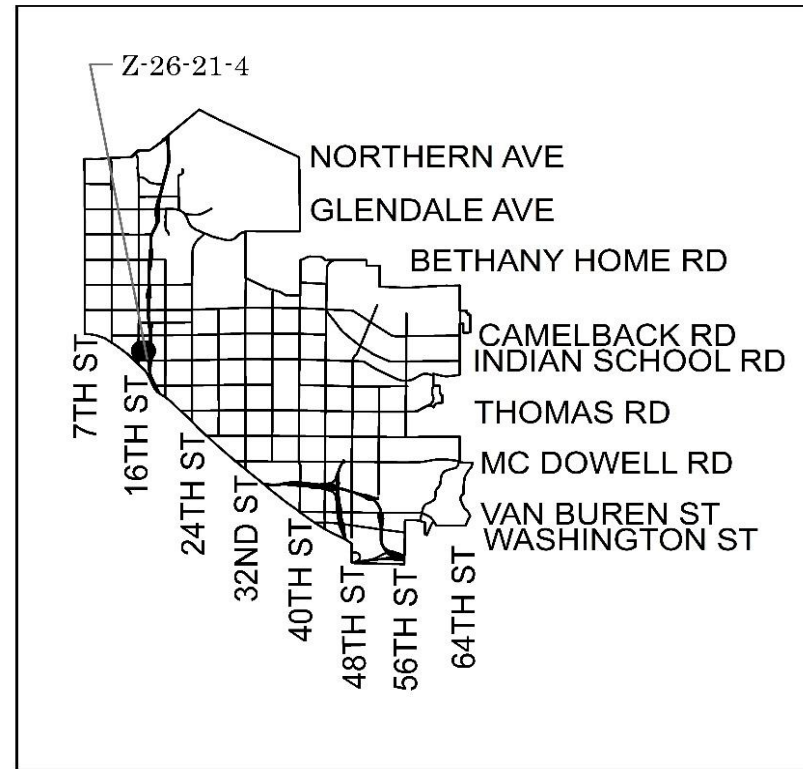 Z-26-21-4
NORTHERN AVE
GLENDALE AVE
BETHANY HOME RD
CAMELBACK RD
INDIAN SCHOOL RD
THOMAS RD
MC DOWELL RD
VAN BUREN ST
WASHINGTON ST
7TH ST
16TH ST
24TH ST
32ND ST
40TH ST
48TH ST
56TH ST
64TH ST